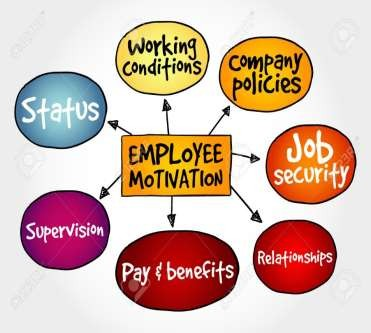 Working
conditions
Company
policies
Status
EMPLOYEE
MOTIVATION
Job
security
Supervision
Pay & benefits
Relationships